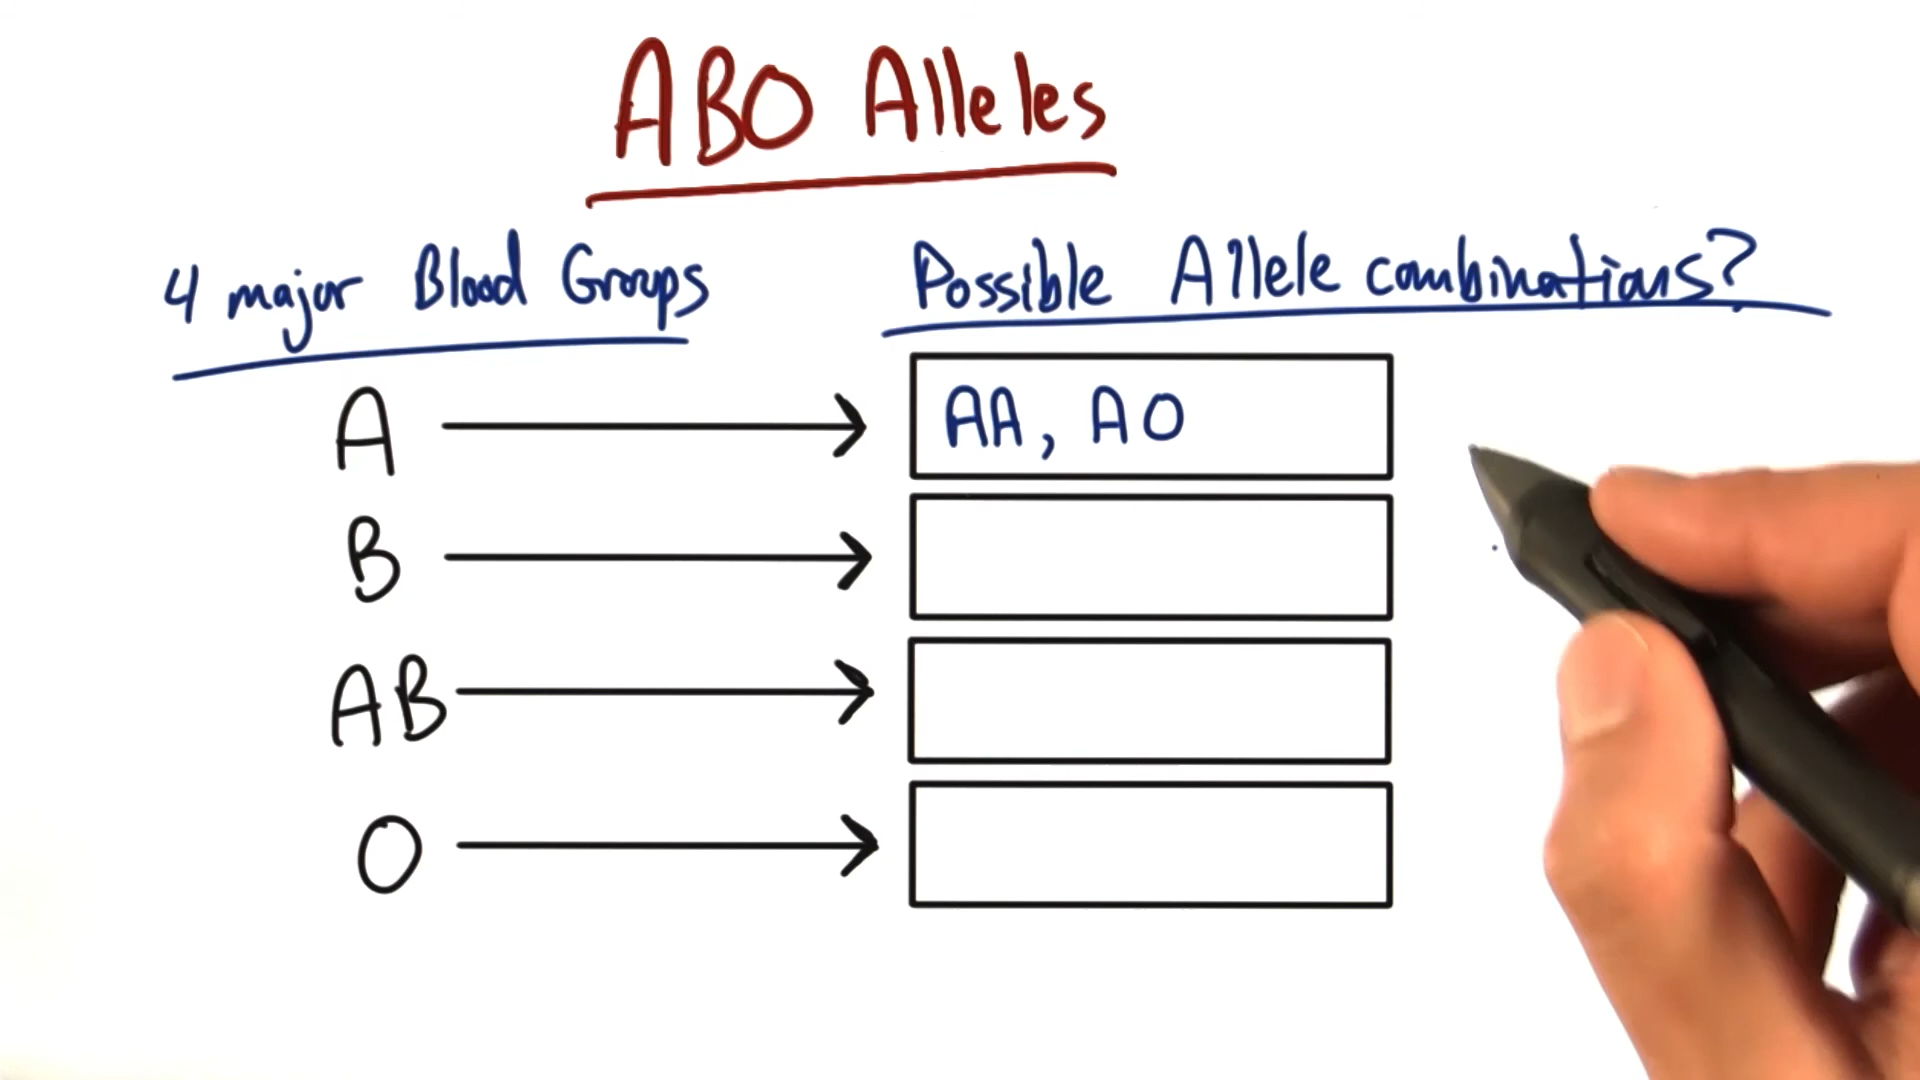 ABO Alleles
4 major Blood Groups
Possible Allele combinations?
A
AA, AO
B
AB
O